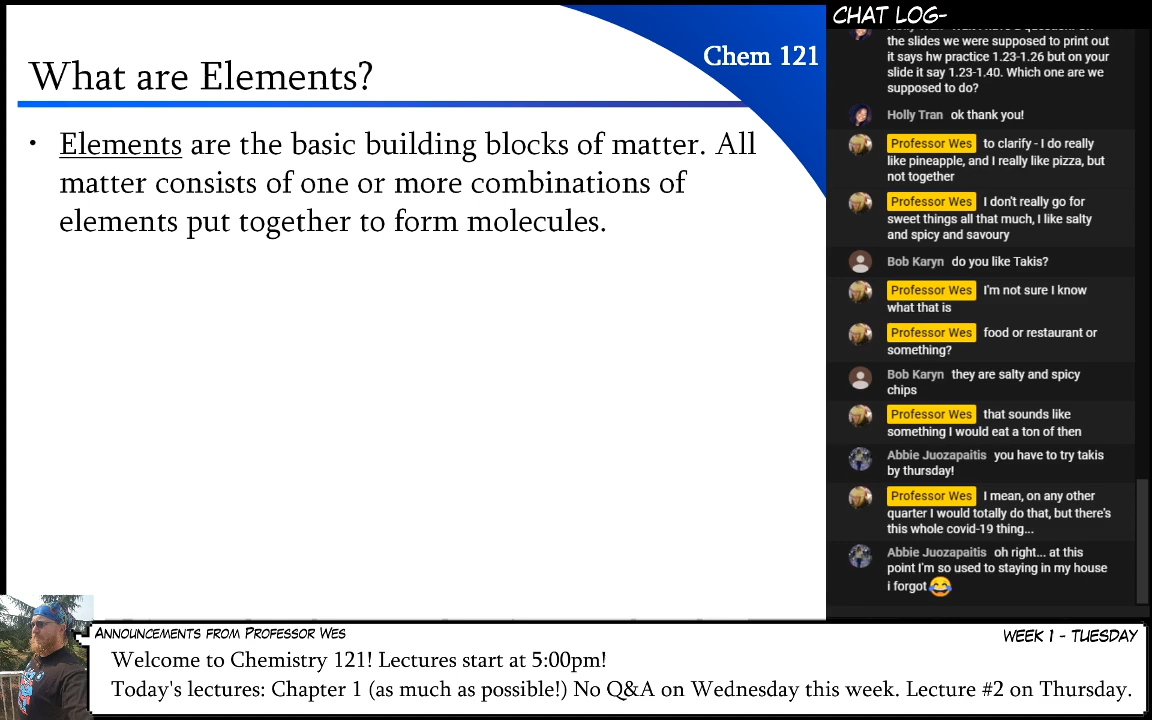 CHAT LOG-
Chem 121
What are Elements?
• Elements are the basic building blocks of matter. All
matter consists of one or more combinations of
elements put together to form molecules.
the slides we were supposed to print out
it says hw practice 1.23-1.26 but on your
slide it say 1.23-1.40. Which one are we
supposed to do?
Holly Tran ok thank you!
Professor Wes to clarify - I do really
like pineapple, and I really like pizza, but
not together
Professor Wes I don't really go for
sweet things all that much, I like salty
and spicy and savoury
Bob Karyn do you like Takis?
Professor Wes I'm not sure I know
what that is
Professor Wes food or restaurant or
something?
Bob Karyn they are salty and spicy
chips
Professor Wes that sounds like
something I would eat a ton of then
Abbie Juozapaitis you have to try takis
by thursday!
Professor Wes I mean, on any other
quarter I would totally do that, but there's
this whole covid-19 thing...
Abbie Juozapaitis oh right... at this
point I'm so used to staying in my house
i forgot 😂
ANNOUNCEMENTS FROM PROFESSOR WES
WEEK 1 - TUESDAY
Welcome to Chemistry 121! Lectures start at 5:00pm!
Today's lectures: Chapter 1 (as much as possible!) No Q&A on Wednesday this week. Lecture #2 on Thursday.